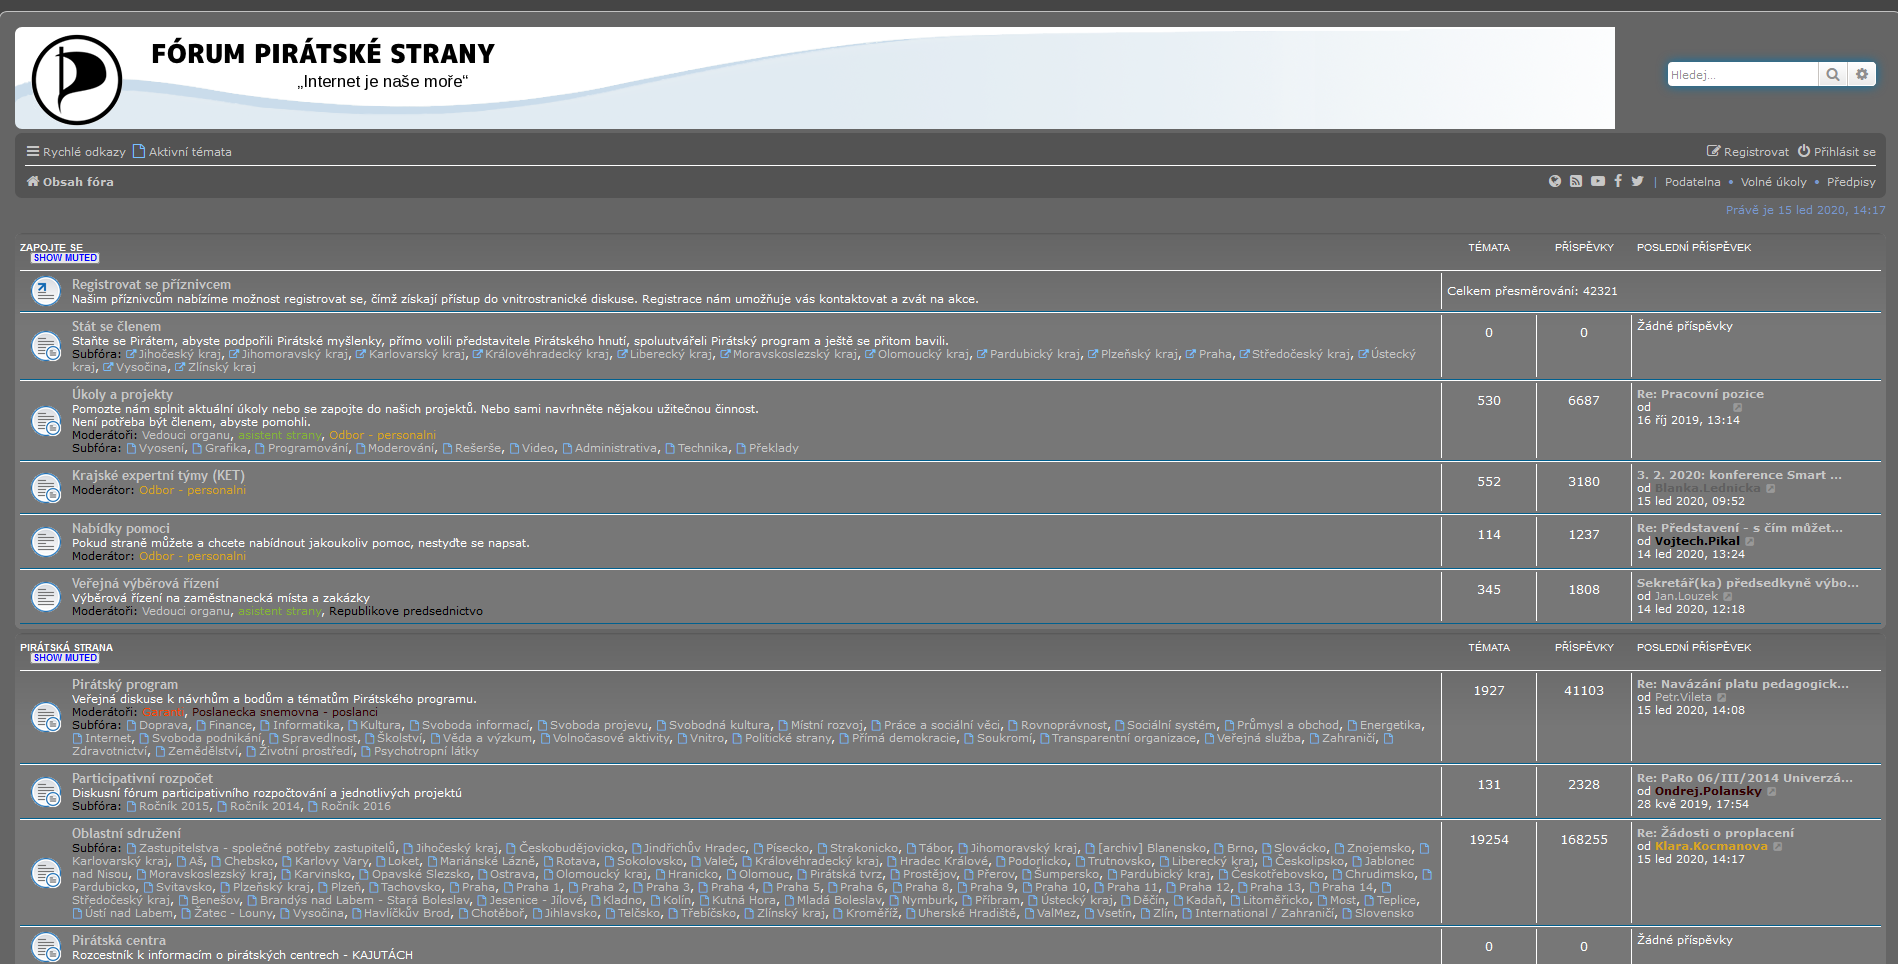 FÓRUM PIRÁTSKÉ STRANY
„Internet je naše moře“
Hledej...
Rychlé odkazy Aktivní témata
Registrovat Přihlásit se
Obsah fóra
| Podatelna • Volné úkoly • Předpisy
Právě je 15 led 2020, 14:17
ZAPOJTE SE TÉMATA PŘÍSPĚVKY POSLEDNÍ PŘÍSPĚVEK
SHOW MUTED
Registrovat se příznivcem
Našim příznivcům nabízíme možnost registrovat se, čímž získají přístup do vnitrostranické diskuse. Registrace nám umožňuje vás kontaktovat a zvát na akce.
Celkem přesměrování: 42321
Stát se členem
Staňte se Pirátem, abyste podpořili Pirátské myšlenky, přímo volili představitele Pirátského hnutí, spoluutvářeli Pirátský program a ještě se přitom bavili.
Subfóra: Jihočeský kraj, Jihomoravský kraj, Karlovarský kraj, Královéhradecký kraj, Liberecký kraj, Moravskoslezský kraj, Olomoucký kraj, Pardubický kraj, Plzeňský kraj, Praha, Středočeský kraj, Ústecký
kraj, Vysočina, Zlínský kraj
0 0 Žádné příspěvky
Úkoly a projekty
Pomozte nám splnit aktuální úkoly nebo se zapojte do našich projektů. Nebo sami navrhněte nějakou užitečnou činnost.
Není potřeba být členem, abyste pomohli.
Moderátoři: Vedouci organu, asistent strany, Odbor - personalni
Subfóra: Vyosení, Grafika, Programování, Moderování, Rešerše, Video, Administrativa, Technika, Překlady
530 6687 Re: Pracovní pozice
od
16 říj 2019, 13:14
Krajské expertní týmy (KET)
Moderátor: Odbor - personalni
552 3180 3. 2. 2020: konference Smart ...
od Blanka.Lednicka
15 led 2020, 09:52
Nabídky pomoci
Pokud straně můžete a chcete nabídnout jakoukoliv pomoc, nestyďte se napsat.
Moderátor: Odbor - personalni
114 1237 Re: Představení - s čím můžet...
od Vojtech.Pikal
14 led 2020, 13:24
Veřejná výběrová řízení
Výběrová řízení na zaměstnanecká místa a zakázky
Moderátoři: Vedouci organu, asistent strany, Republikove predsednictvo
345 1808 Sekretář(ka) předsedkyně výbo...
od Jan.Louzek
14 led 2020, 12:18
PIRÁTSKÁ STRANA TÉMATA PŘÍSPĚVKY POSLEDNÍ PŘÍSPĚVEK
SHOW MUTED
Pirátský program
Veřejná diskuse k návrhům a bodům a tématům Pirátského programu.
Moderátoři: Garanti, Poslanecka snemovna - poslanci
Subfóra: Doprava, Finance, Informatika, Kultura, Svoboda informací, Svoboda projevu, Svobodná kultura, Místní rozvoj, Práce a sociální věci, Rovnoprávnost, Sociální systém, Průmysl a obchod, Energetika,
Internet, Svoboda podnikání, Spravedlnost, Školství, Věda a výzkum, Volnočasové aktivity, Vnitro, Politické strany, Přímá demokracie, Soukromí, Transparentní organizace, Veřejná služba, Zahraničí,
Zdravotnictví, Zemědělství, Životní prostředí, Psychotropní látky
1927 41103 Re: Navázání platu pedagogick...
od Petr.Vileta
15 led 2020, 14:08
Participativní rozpočet
Diskusní fórum participativního rozpočtování a jednotlivých projektů
Subfóra: Ročník 2015, Ročník 2014, Ročník 2016
131 2328 Re: PaRo 06/III/2014 Univerzá...
od Ondrej.Polansky
28 kvě 2019, 17:54
Oblastní sdružení
Subfóra: Zastupitelstva - společné potřeby zastupitelů, Jihočeský kraj, Českobudějovicko, Jindřichův Hradec, Písecko, Strakonicko, Tábor, Jihomoravský kraj, [archiv] Blanensko, Brno, Slovácko, Znojemsko,
Karlovarský kraj, Aš, Chebsko, Karlovy Vary, Loket, Mariánské Lázně, Rotava, Sokolovsko, Valeč, Královéhradecký kraj, Hradec Králové, Podorlicko, Trutnovsko, Liberecký kraj, Českolipsko, Jablonec
nad Nisou, Moravskoslezský kraj, Karvinsko, Opavské Slezsko, Ostrava, Olomoucký kraj, Hranicko, Olomouc, Pirátská tvrz, Prostějov, Přerov, Šumpersko, Pardubický kraj, Českotřebovsko, Chrudimsko,
Pardubicko, Svitavsko, Plzeňský kraj, Plzeň, Tachovsko, Praha, Praha 1, Praha 2, Praha 3, Praha 4, Praha 5, Praha 6, Praha 8, Praha 9, Praha 10, Praha 11, Praha 12, Praha 13, Praha 14,
Středočeský kraj, Benešov, Brandýs nad Labem - Stará Boleslav, Jesenice - Jílové, Kladno, Kolín, Kutná Hora, Mladá Boleslav, Nymburk, Příbram, Ústecký kraj, Děčín, Kadaň, Litoměřicko, Most, Teplice,
Ústí nad Labem, Žatec - Louny, Vysočina, Havlíčkův Brod, Chotěboř, Jihlavsko, Telčsko, Třebíčsko, Zlínský kraj, Kroměříž, Uherské Hradiště, ValMez, Vsetín, Zlín, International / Zahraničí, Slovensko
19254 168255 Re: Žádosti o proplacení
od Klara.Kocmanova
15 led 2020, 14:17
Pirátská centra
Rozcestník k informacím o pirátských centrech - KAJUTÁCH
0 0 Žádné příspěvky